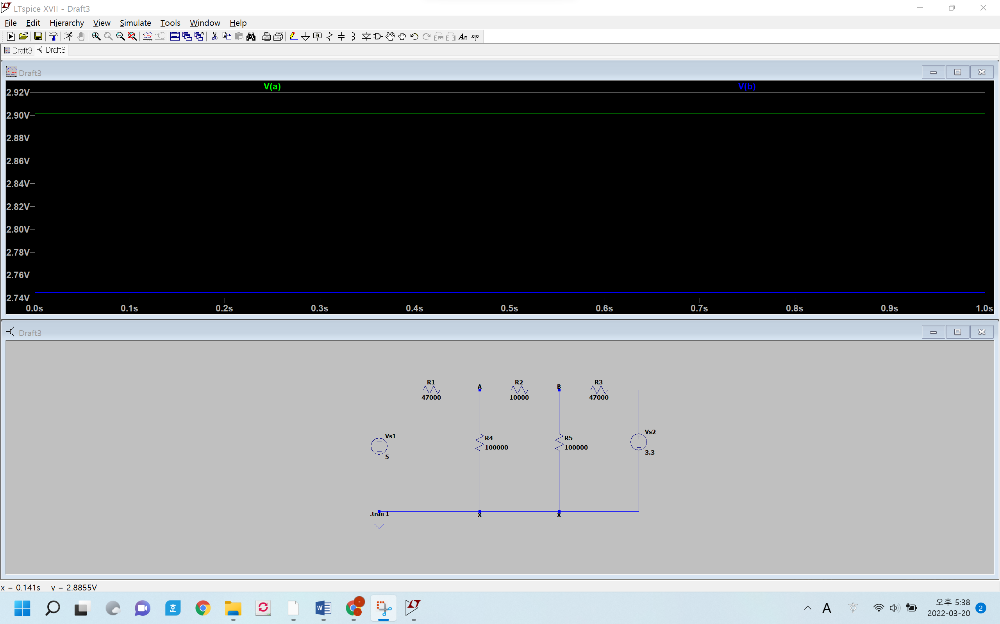 LTspice XVII - Draft3
File Edit Hierarchy View Simulate Tools Window Help
Aa .op
Draft3 Draft3
Draft3
V(a) V(b)
2.92V
2.90V
2.88V
2.86V
2.84V
2.82V
2.80V
2.78V
2.76V
2.74V
0.0s 0.1s 0.2s 0.3s 0.4s 0.5s 0.6s 0.7s 0.8s 0.9s 1.0s
Draft3
R1 A R2 B R3
47000 10000 47000
Vs1 R4 R5 Vs2
5 100000 100000 3.3
.tran 1 X X
x = 0.141s y = 2.8855V
A 한 오후 5:38
2022-03-20 2